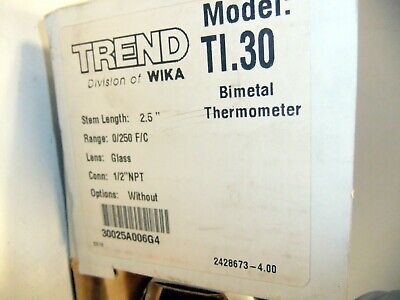 TREND
Division of WIKA
Model:
TI.30
Bimetal
Thermometer
Stem Length: 2.5"
Range: 0/250 F/C
Lens: Glass
Conn: 1/2"NPT
Options: Without
30025A006G4
2428673-4.00